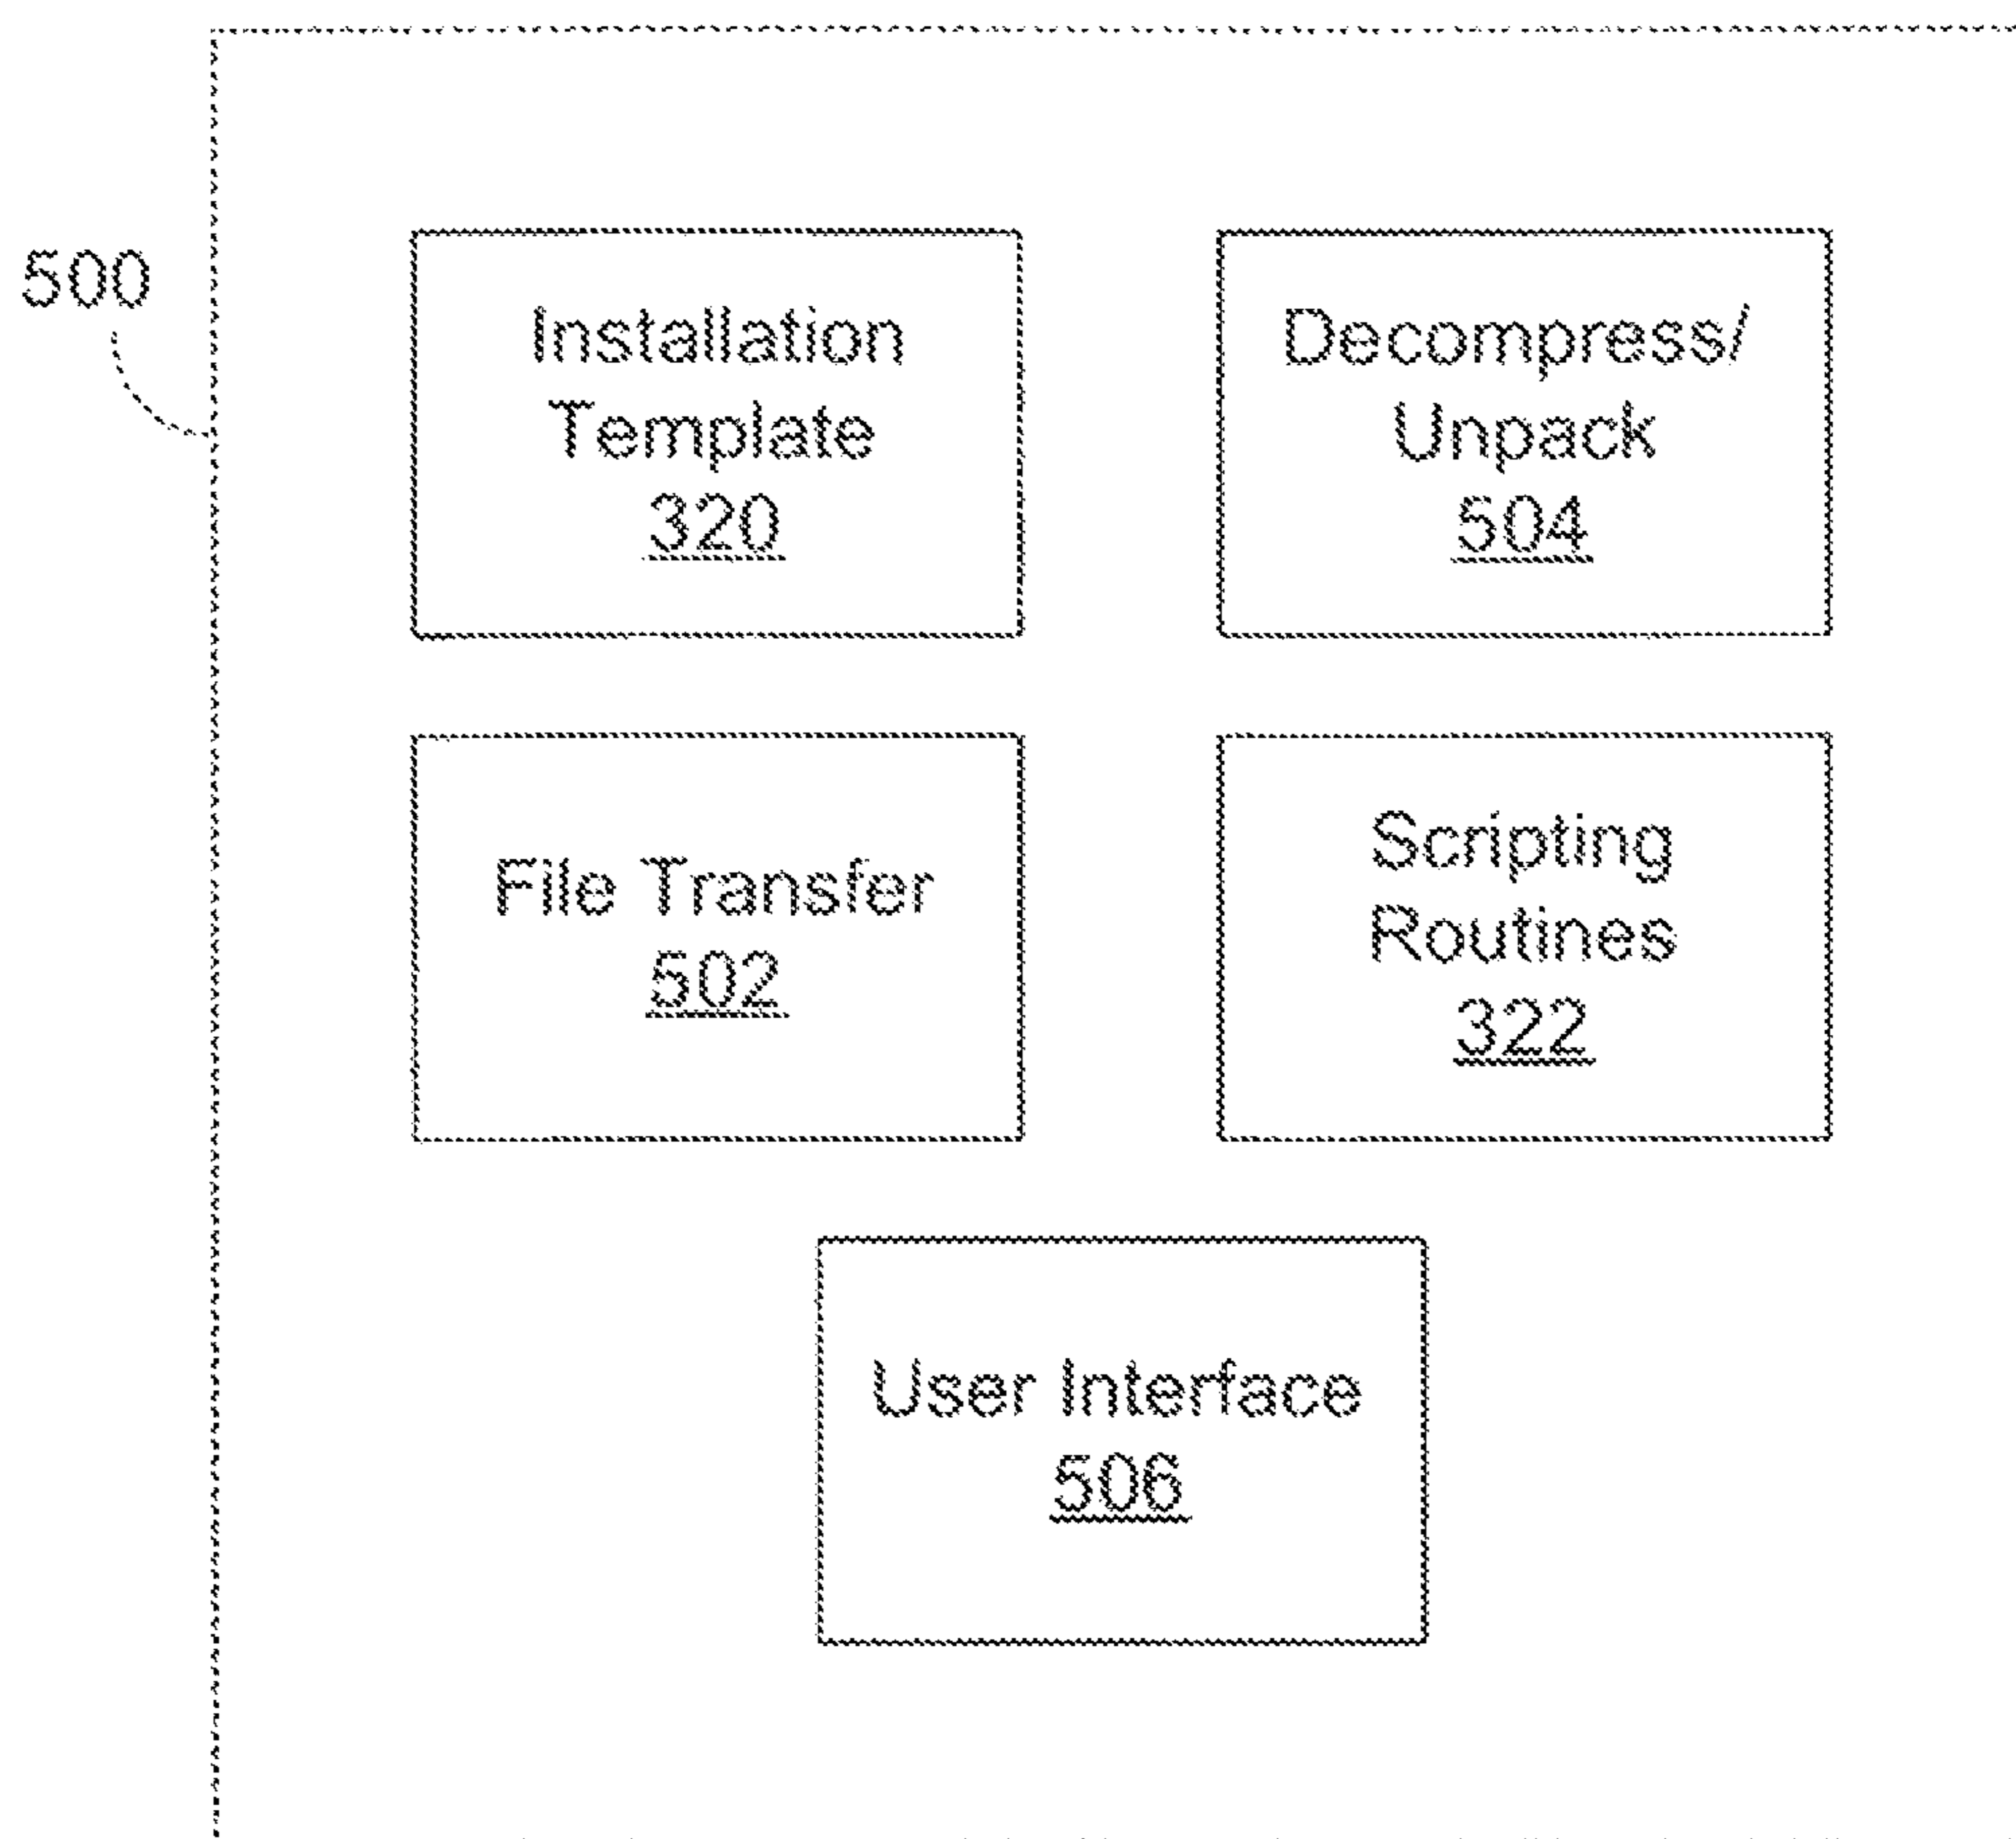 500
Installation
Template
320
Decompress/
Unpack
504
File Transfer
502
Scripting
Routines
322
User Interface
506